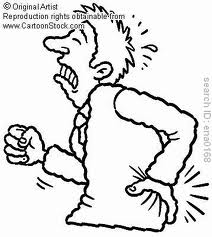 © Original Artist
Reproduction rights obtainable from
www.CartoonStock.com
search ID: ena0168